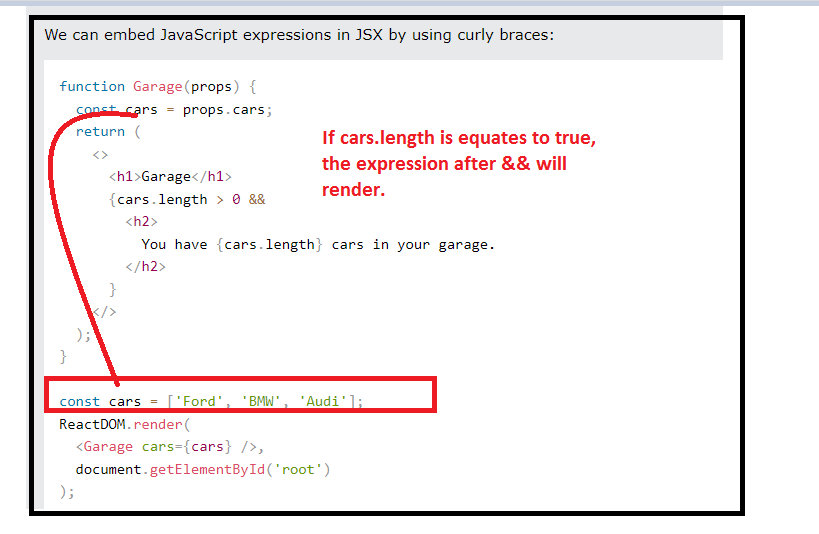 We can embed JavaScript expressions in JSX by using curly braces:
function Garage(props) {
const cars = props.cars;
return (
<>
<h1>Garage</h1>
{cars.length > 0 &&
<h2>
You have {cars.length} cars in your garage.
</h2>
}
</>
);
}
If cars.length is equates to true,
the expression after && will
render.
const cars = ['Ford', 'BMW', 'Audi'];
ReactDOM.render(
<Garage cars={cars} />,
document.getElementById('root')
);